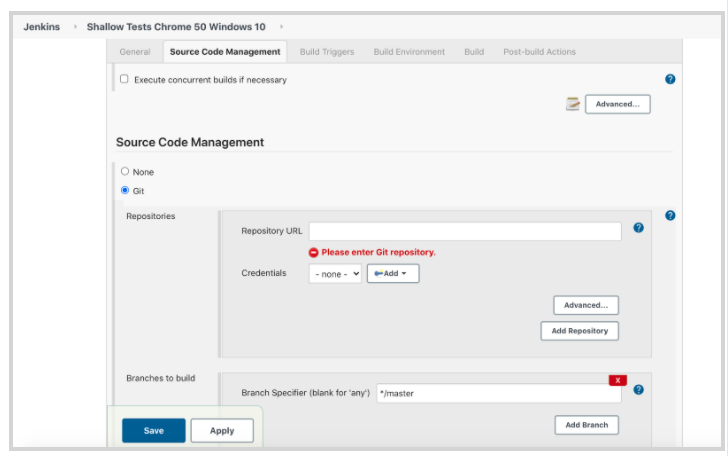 Jenkins Shallow Tests Chrome 50 Windows 10
General Source Code Management Build Triggers Build Environment Build Post-build Actions
Execute concurrent builds if necessary
Advanced...
Source Code Management
None
Git
Repositories
Repository URL
Please enter Git repository.
Credentials - none - Add
Advanced...
Add Repository
Branches to build
X
Branch Specifier (blank for 'any') */master
Save Apply Add Branch